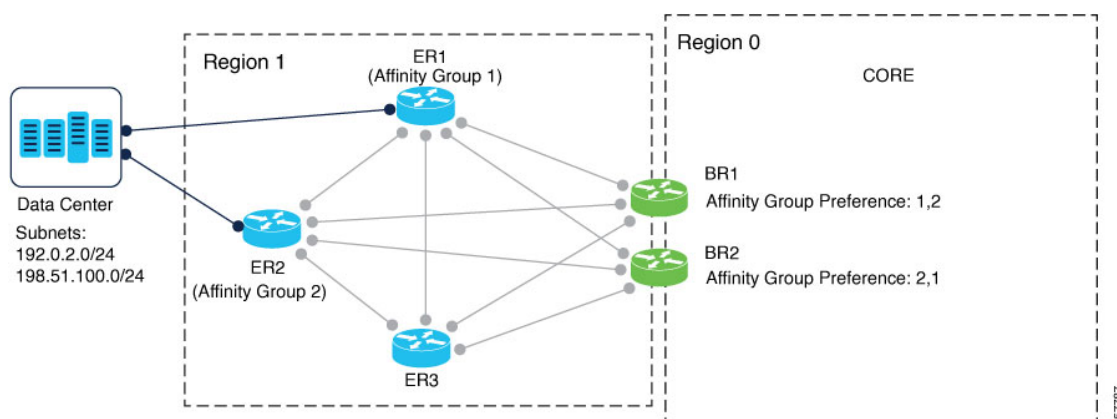 Region 1
ER1
(Affinity Group 1)
Region 0
CORE
Data Center
Subnets:
192.0.2.0/24
198.51.100.0/24
ER2
(Affinity Group 2)
ER3
BR1
Affinity Group Preference: 1,2
BR2
Affinity Group Preference: 2,1